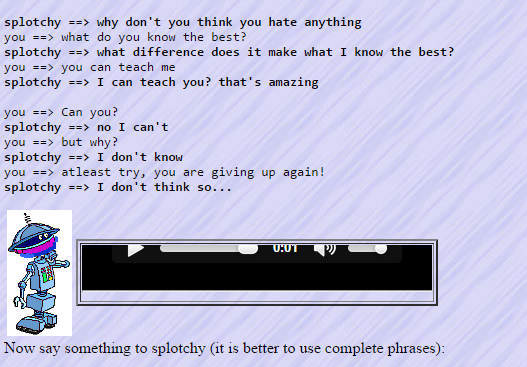 splotchy ==> why don't you think you hate anything
you ==> what do you know the best?
splotchy ==> what difference does it make what I know the best?
you ==> you can teach me
splotchy ==> I can teach you? that's amazing
you ==> Can you?
splotchy ==> no I can't
you ==> but why?
splotchy ==> I don't know
you ==> atleast try, you are giving up again!
splotchy ==> I don't think so...
0:01
Now say something to splotchy (it is better to use complete phrases):